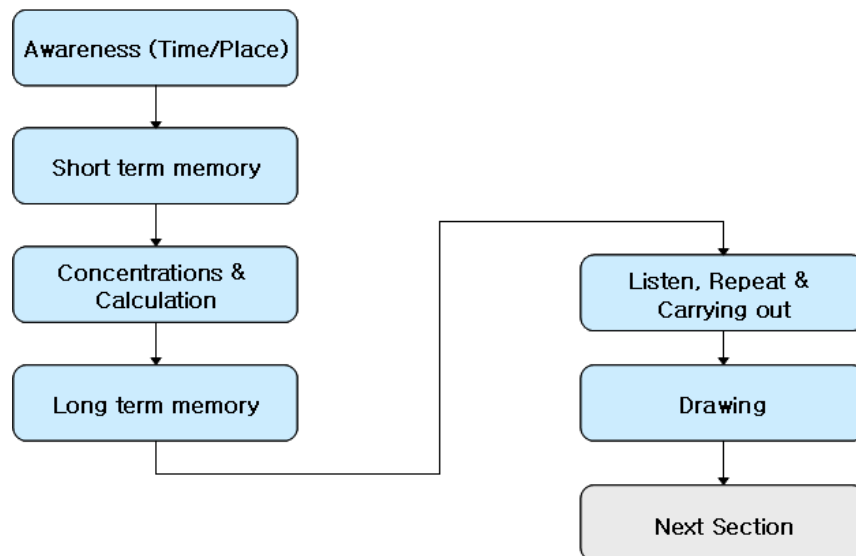 Awareness (Time/Place)
Short term memory
Concentrations &
Calculation
Long term memory
Listen, Repeat &
Carrying out
Drawing
Next Section